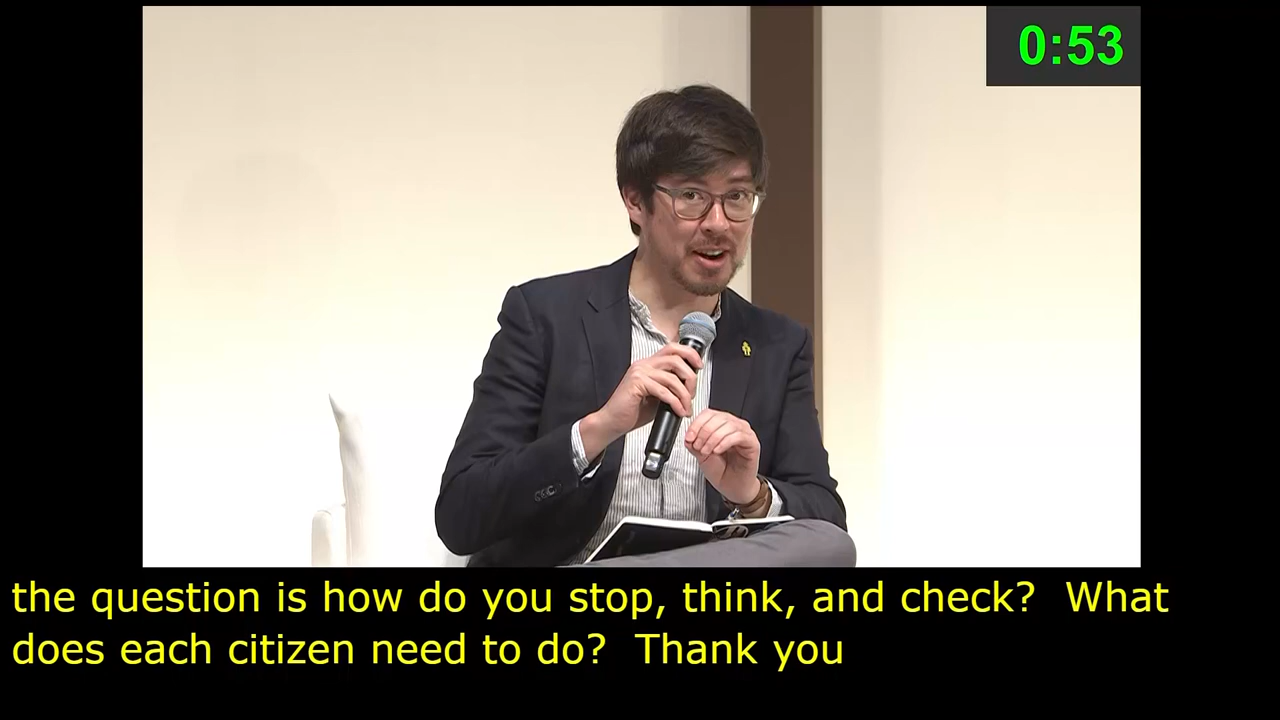 0:53
the question is how do you stop, think, and check?  What
does each citizen need to do?  Thank you